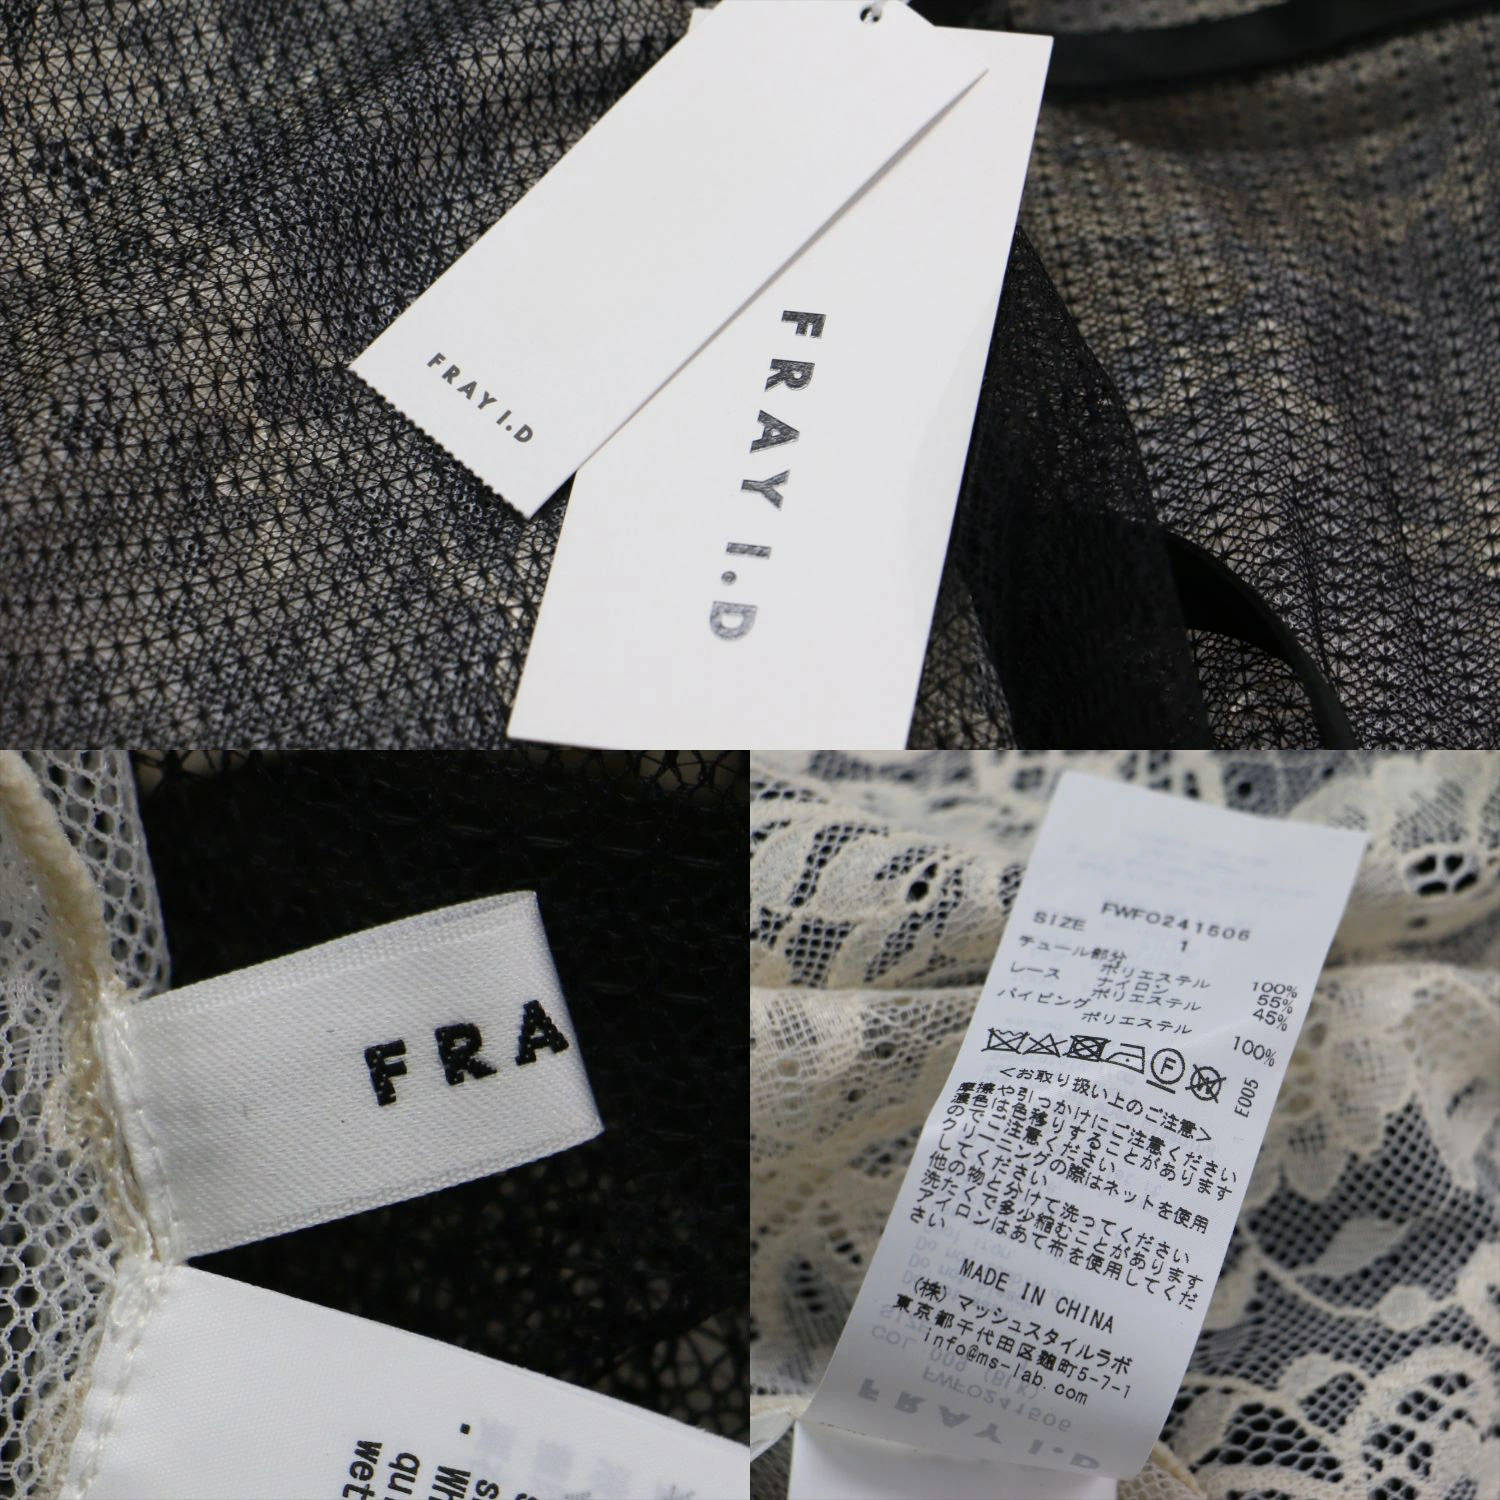 FRAY I.D
FRAY I.D
FRA
FWFO241506
SIZE 1
チュール部分
ポリエステル 100%
レース ナイロン 55%
ポリエステル 45%
パイピング
ポリエステル 100%
F
W
E005
<お取り扱い上のご注意>
摩擦や引っかけにご注意ください
濃色は色移りすることがあります
のでご注意ください
クリーニングの際はネットを使用
してください
他の物と分けて洗ってください
洗たくで多少縮むことがあります
アイロンはあて布を使用してくだ
さい
MADE IN CHINA
(株)マッシュスタイルラボ
東京都千代田区麹町5-7-1
info@ms-lab.com
COL 009 (BLK)
FWFO241506
FRAY I.D
wet
qu